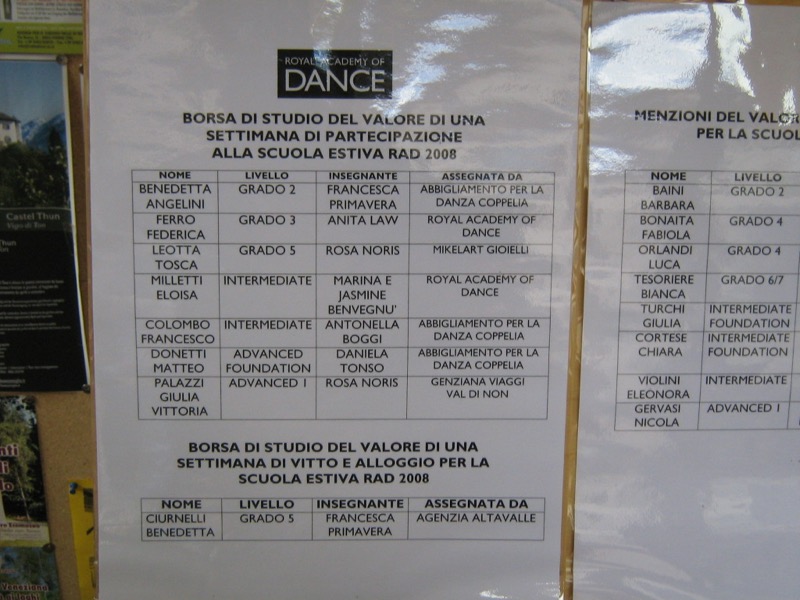 ROYAL ACADEMY OF
DANCE
BORSA DI STUDIO DEL VALORE DI UNA
SETTIMANA DI PARTECIPAZIONE
ALLA SCUOLA ESTIVA RAD 2008
NOME LIVELLO INSEGNANTE ASSEGNATA DA
BENEDETTA GRADO 2 FRANCESCA ABBIGLIAMENTO PER LA
ANGELINI PRIMAVERA DANZA COPPELIA
FERRO GRADO 3 ANITA LAW ROYAL ACADEMY OF
FEDERICA DANCE
LEOTTA GRADO 5 ROSA NORIS MIKELART GIOIELLI
TOSCA
MILLETTI INTERMEDIATE MARINA E ROYAL ACADEMY OF
ELOISA JASMINE DANCE
BENVEGNU'
COLOMBO INTERMEDIATE ANTONELLA ABBIGLIAMENTO PER LA
FRANCESCO BOGGI DANZA COPPELIA
DONETTI ADVANCED DANIELA ABBIGLIAMENTO PER LA
MATTEO FOUNDATION TONSO DANZA COPPELIA
PALAZZI ADVANCED I ROSA NORIS GENZIANA VIAGGI
GIULIA VAL DI NON
VITTORIA
BORSA DI STUDIO DEL VALORE DI UNA
SETTIMANA DI VITTO E ALLOGGIO PER LA
SCUOLA ESTIVA RAD 2008
NOME LIVELLO INSEGNANTE ASSEGNATA DA
CIURNELLI GRADO 5 FRANCESCA AGENZIA ALTAVALLE
BENEDETTA PRIMAVERA
MENZIONI DEL VALOR
PER LA SCUOL
NOME LIVELLO
BAINI GRADO 2
BARBARA
BONAITA GRADO 4
FABIOLA
ORLANDI GRADO 4
LUCA
TESORIERE GRADO 6/7
BIANCA
TURCHI INTERMEDIATE
GIULIA FOUNDATION
CORTESE INTERMEDIATE
CHIARA FOUNDATION
VIOLINI INTERMEDIATE
ELEONORA
GERVASI ADVANCED I
NICOLA
Castel Thun
Vigo di Ton